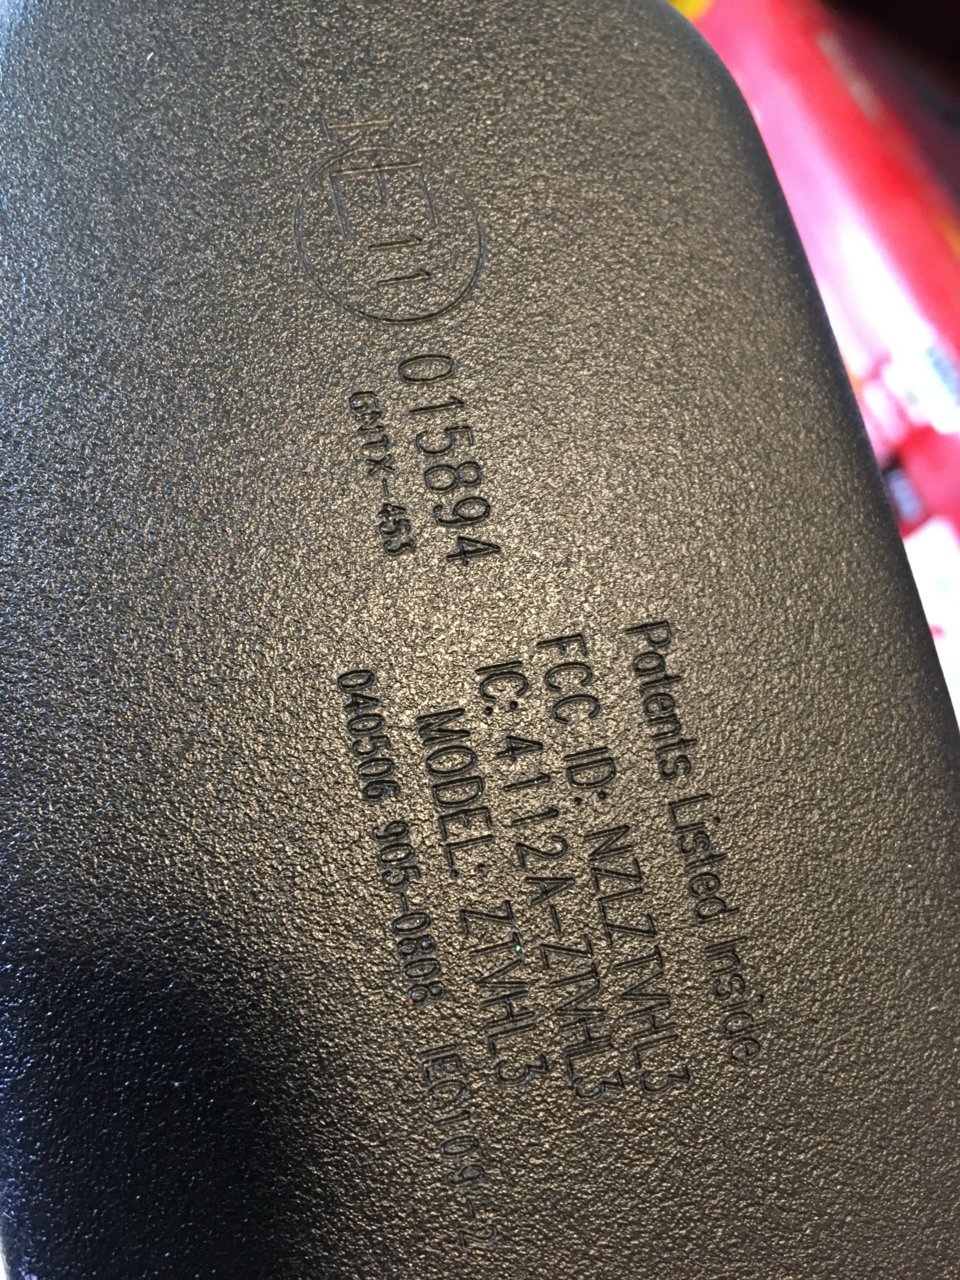 E11 015894
GNTX-453
Patents Listed Inside
FCC ID: NZLZTVHL3
IC: 4112A-ZTVHL3
MODEL: ZTVHL3
040506 905-0808 IEC109-2